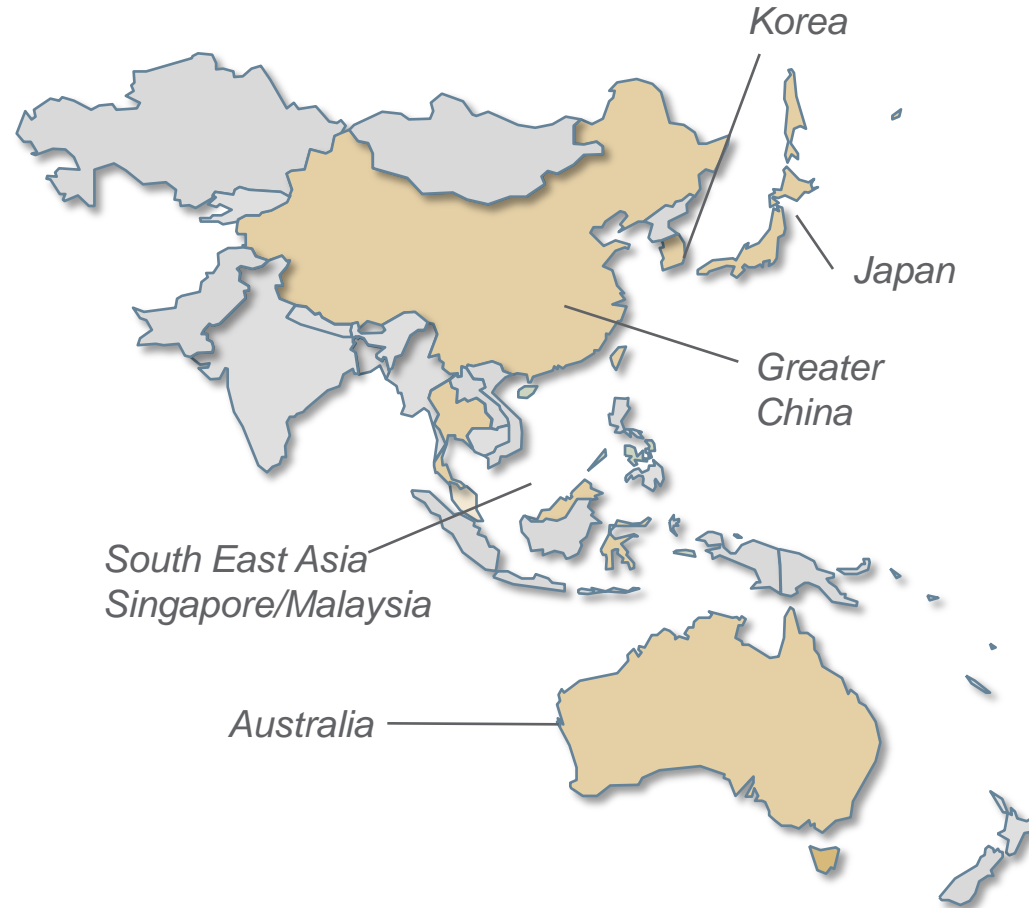 Korea
Japan
Greater
China
South East Asia
Singapore/Malaysia
Australia